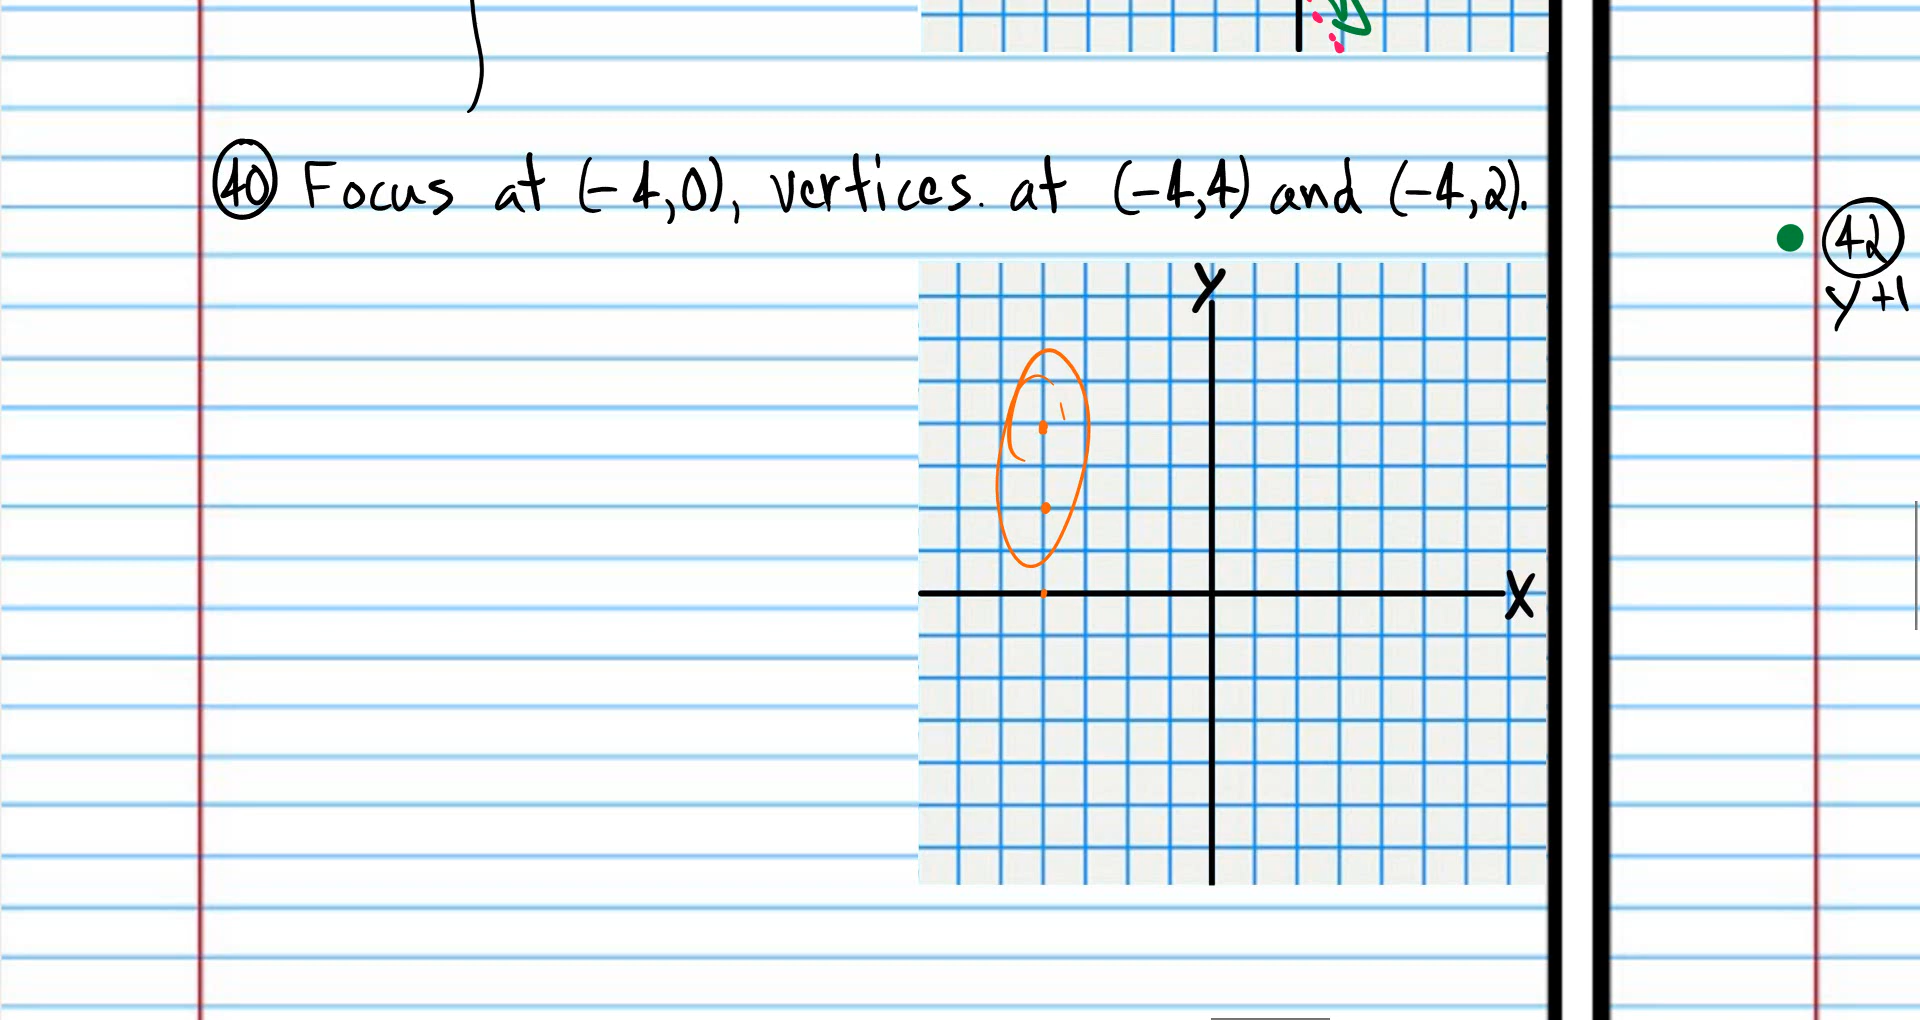 40 Focus at (-4,0), vertices. at (-4,4) and (-4,2).
y
x
42
y+1